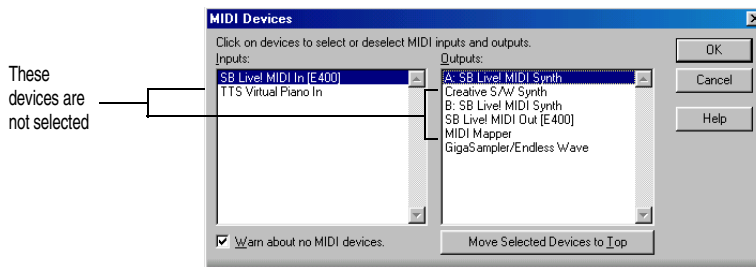 MIDI Devices
Click on devices to select or deselect MIDI inputs and outputs.
Inputs:
Outputs:
SB Live! MIDI In [E400]
TTS Virtual Piano In
A: SB Live! MIDI Synth
Creative S/W Synth
B: SB Live! MIDI Synth
SB Live! MIDI Out [E400]
MIDI Mapper
GigaSampler/Endless Wave
OK
Cancel
Help
Warn about no MIDI devices.
Move Selected Devices to Top
These
devices are
not selected